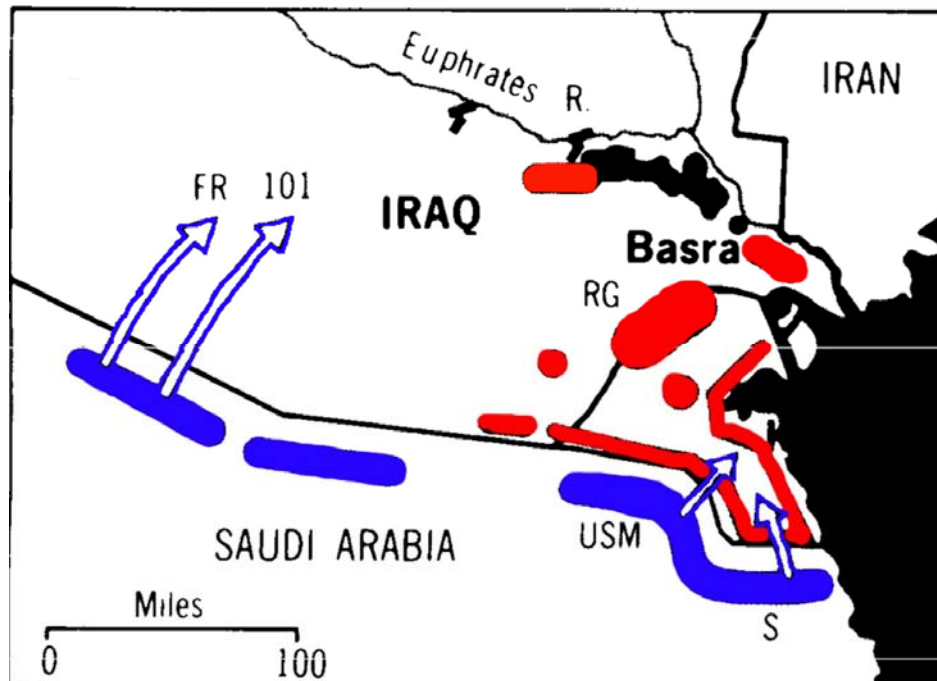 Euphrates R.
IRAN
FR 101
IRAQ
Basra
RG
USM
SAUDI ARABIA
Miles
S
0 100